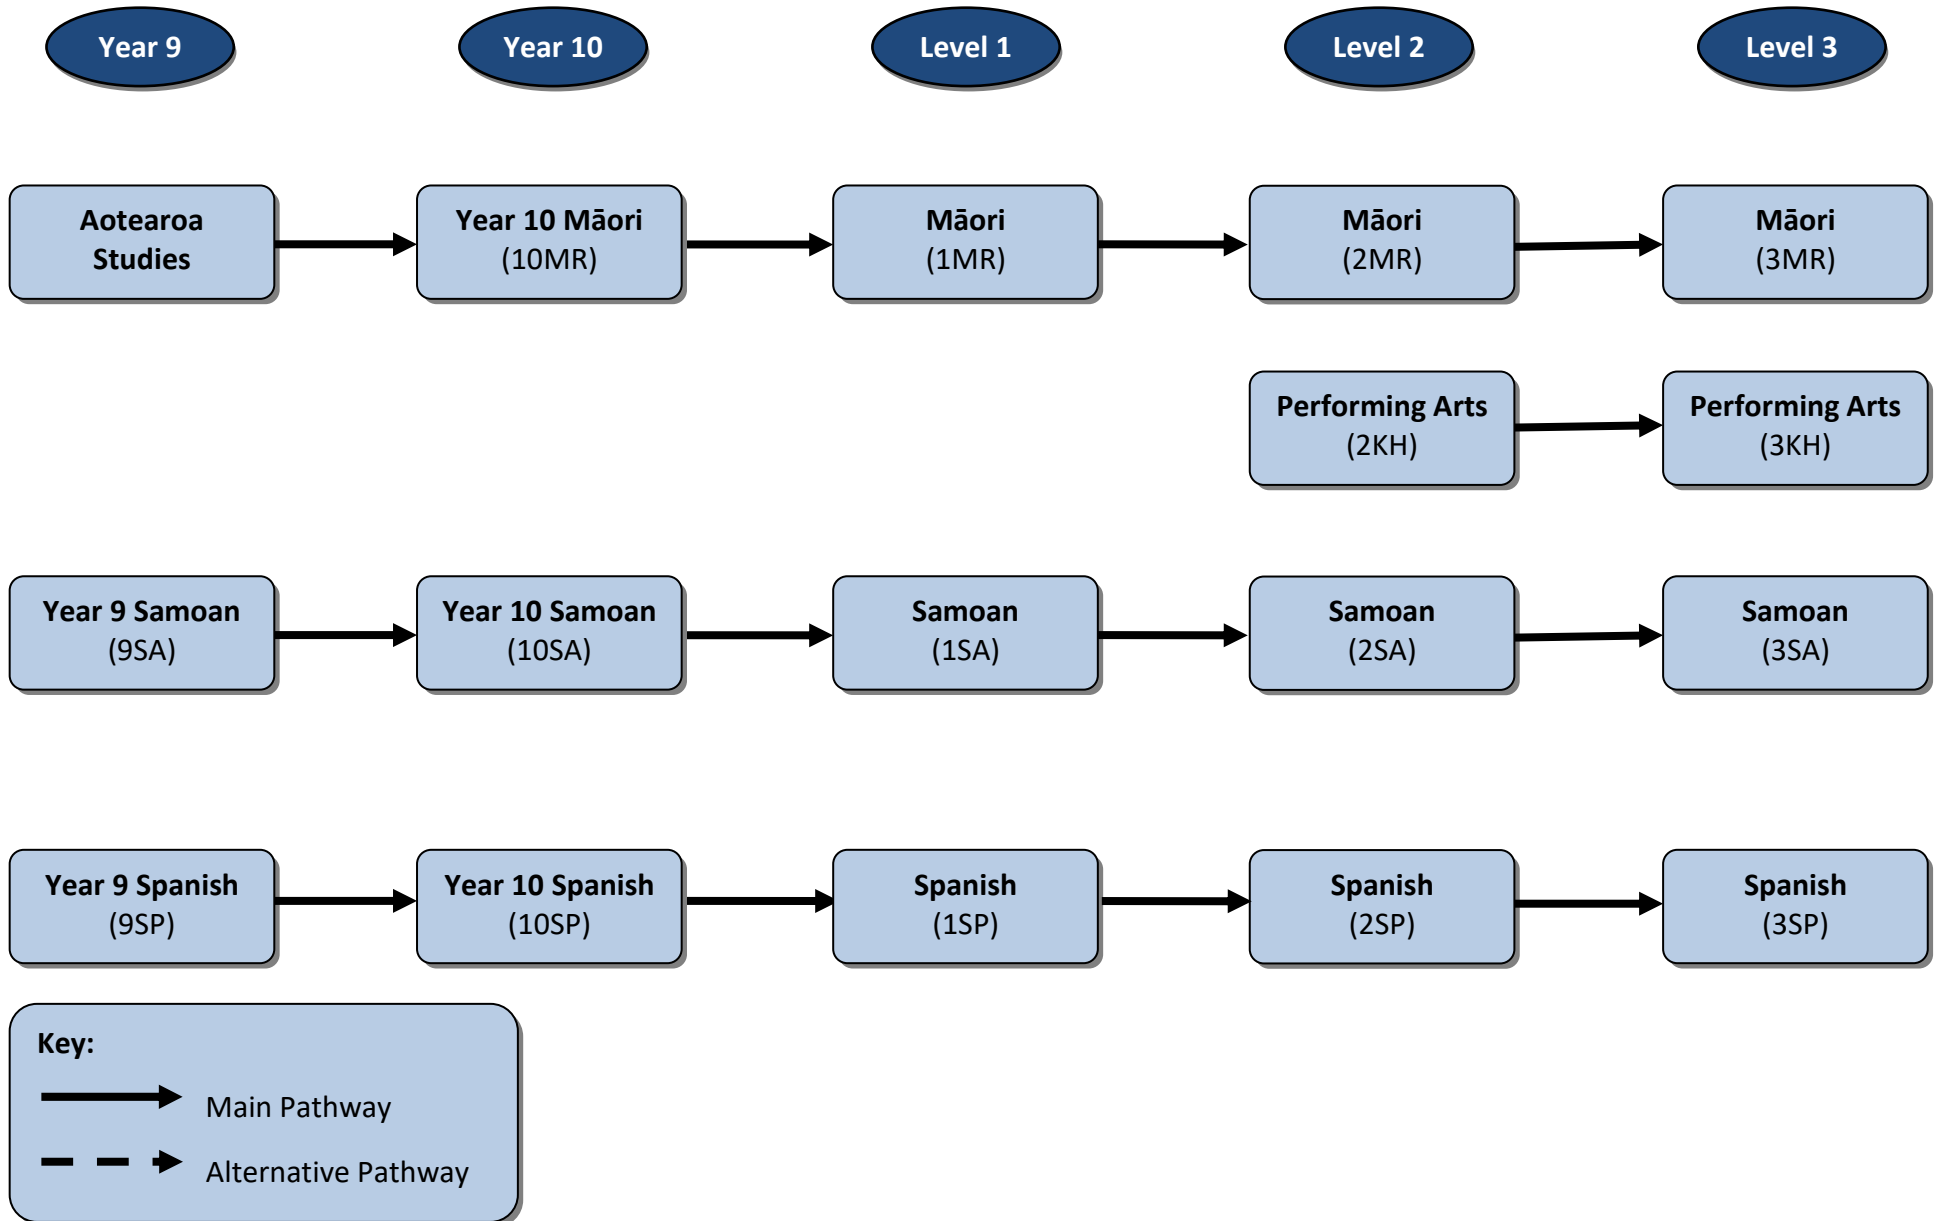 Year 9
Year 10
Level 1
Level 2
Level 3
Aotearoa
Studies
Year 10 Māori
(10MR)
Māori
(1MR)
Māori
(2MR)
Māori
(3MR)
Performing Arts
(2KH)
Performing Arts
(3KH)
Year 9 Samoan
(9SA)
Year 10 Samoan
(10SA)
Samoan
(1SA)
Samoan
(2SA)
Samoan
(3SA)
Year 9 Spanish
(9SP)
Year 10 Spanish
(10SP)
Spanish
(1SP)
Spanish
(2SP)
Spanish
(3SP)
Key:
Main Pathway
Alternative Pathway